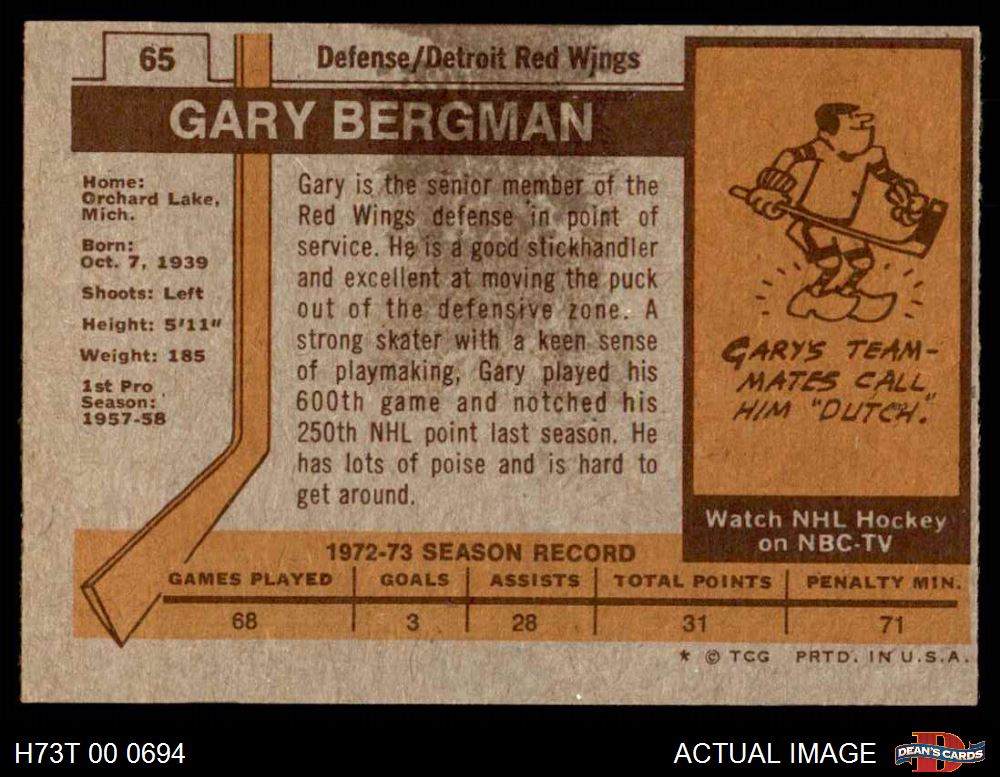 65
Defense/Detroit Red Wings
GARY BERGMAN
Home:
Orchard Lake,
Mich.
Born:
Oct. 7, 1939
Shoots: Left
Height: 5'11"
Weight: 185
1st Pro
Season:
1957-58
Gary is the senior member of the
Red Wings defense in point of
service. He is a good stickhandler
and excellent at moving the puck
out of the defensive zone. A
strong skater with a keen sense
of playmaking, Gary played his
600th game and notched his
250th NHL point last season. He
has lots of poise and is hard to
get around.
GARY'S TEAM-
MATES CALL
HIM "DUTCH."
Watch NHL Hockey
on NBC-TV
1972-73 SEASON RECORD
GAMES PLAYED GOALS ASSISTS TOTAL POINTS PENALTY MIN.
68 3 28 31 71
* © TCG PRTD. IN U.S.A.
H73T 00 0694
ACTUAL IMAGE
DEAN'S CARDS